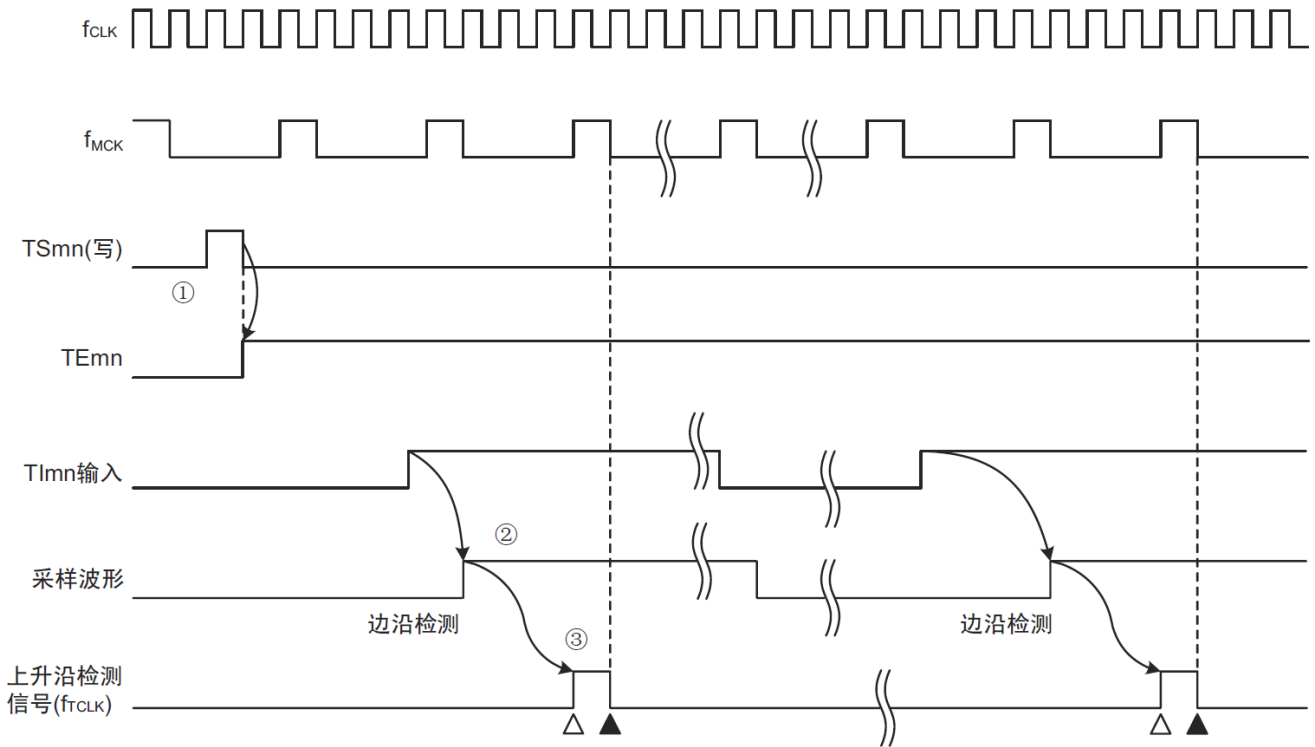 fCLK
fMCK
TSmn(写)
①
TEmn
TImn输入
②
采样波形
边沿检测 边沿检测
③
上升沿检测
信号(fTCLK)